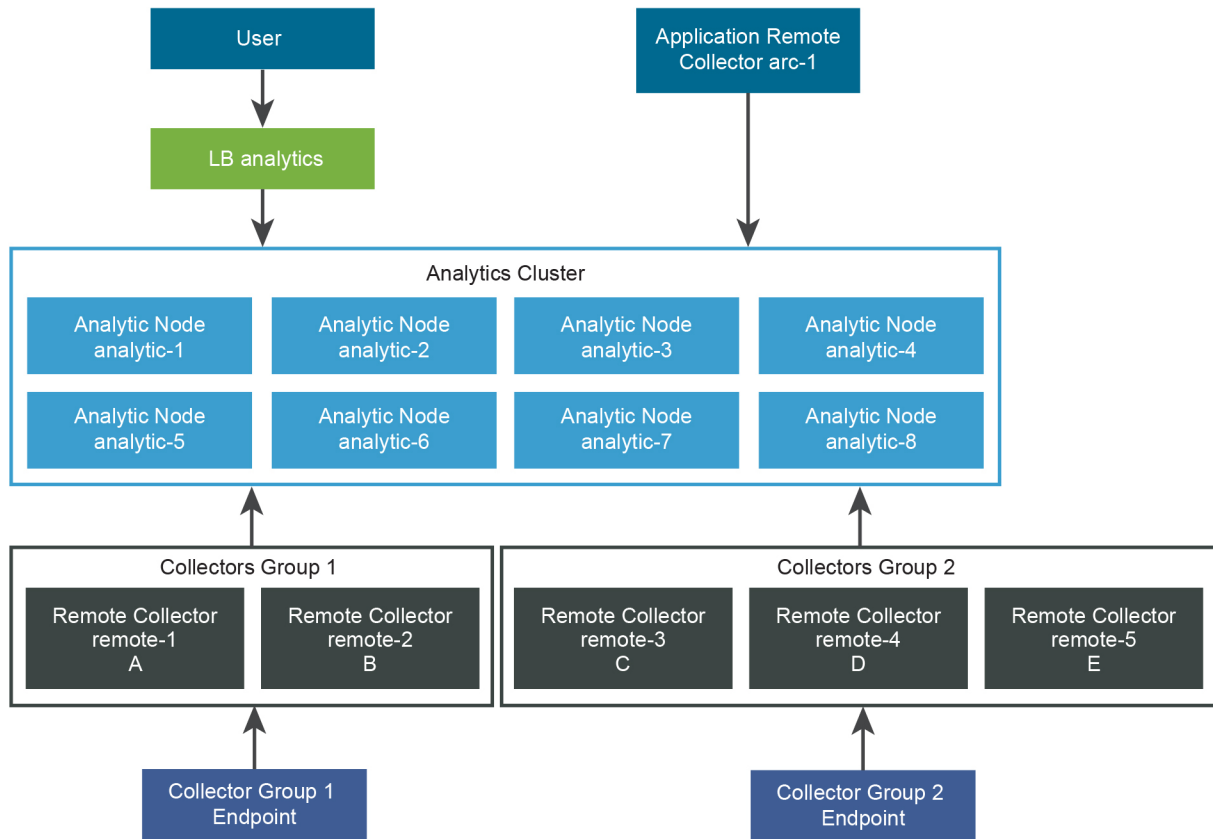 User
Application Remote
Collector arc-1
LB analytics
Analytics Cluster
Analytic Node
analytic-1
Analytic Node
analytic-2
Analytic Node
analytic-3
Analytic Node
analytic-4
Analytic Node
analytic-5
Analytic Node
analytic-6
Analytic Node
analytic-7
Analytic Node
analytic-8
Collectors Group 1
Remote Collector
remote-1
A
Remote Collector
remote-2
B
Collectors Group 2
Remote Collector
remote-3
C
Remote Collector
remote-4
D
Remote Collector
remote-5
E
Collector Group 1
Endpoint
Collector Group 2
Endpoint